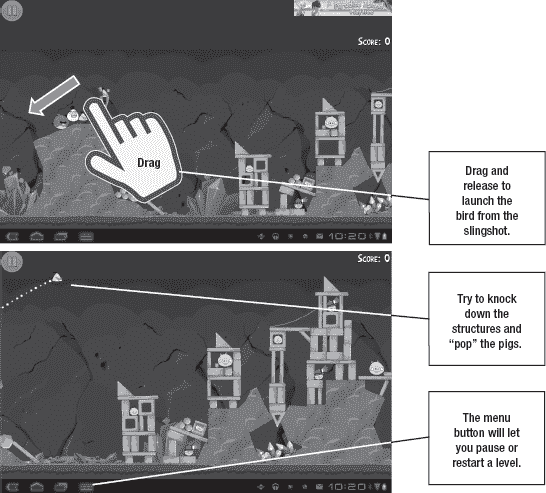 SCORE: 0
Drag
Drag and
release to
launch the
bird from the
slingshot.
10:20
SCORE: 0
Try to knock
down the
structures and
“pop” the pigs.
The menu
button will let
you pause or
restart a level.
10:20